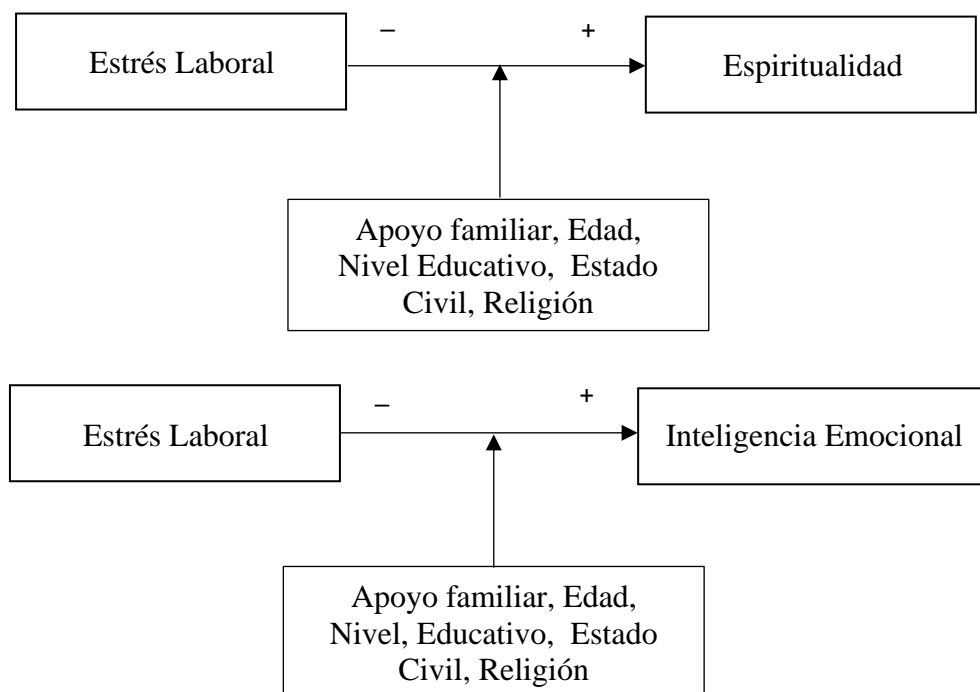 – +
Estrés Laboral
Espiritualidad
Apoyo familiar, Edad,
Nivel Educativo, Estado
Civil, Religión
– +
Estrés Laboral
Inteligencia Emocional
Apoyo familiar, Edad,
Nivel, Educativo, Estado
Civil, Religión